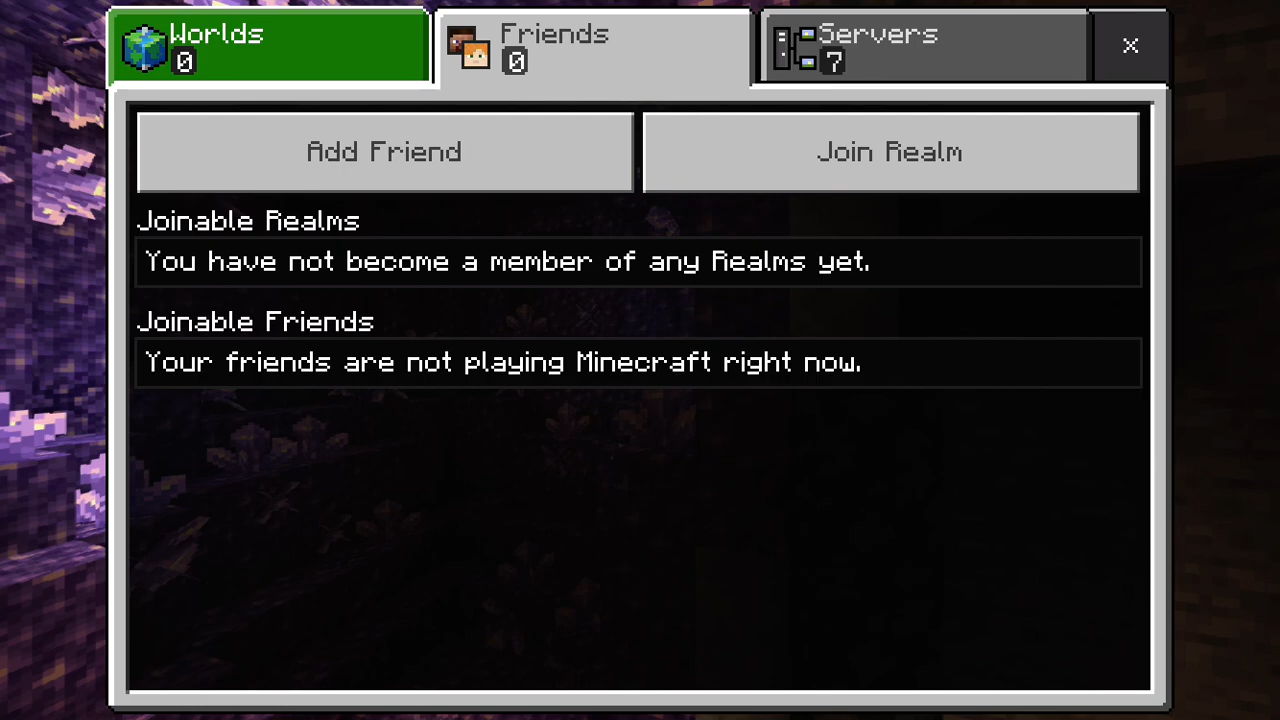 Worlds
0
Friends
0
Servers
7
Add Friend
Join Realm
Joinable Realms
You have not become a member of any Realms yet.
Joinable Friends
Your friends are not playing Minecraft right now.